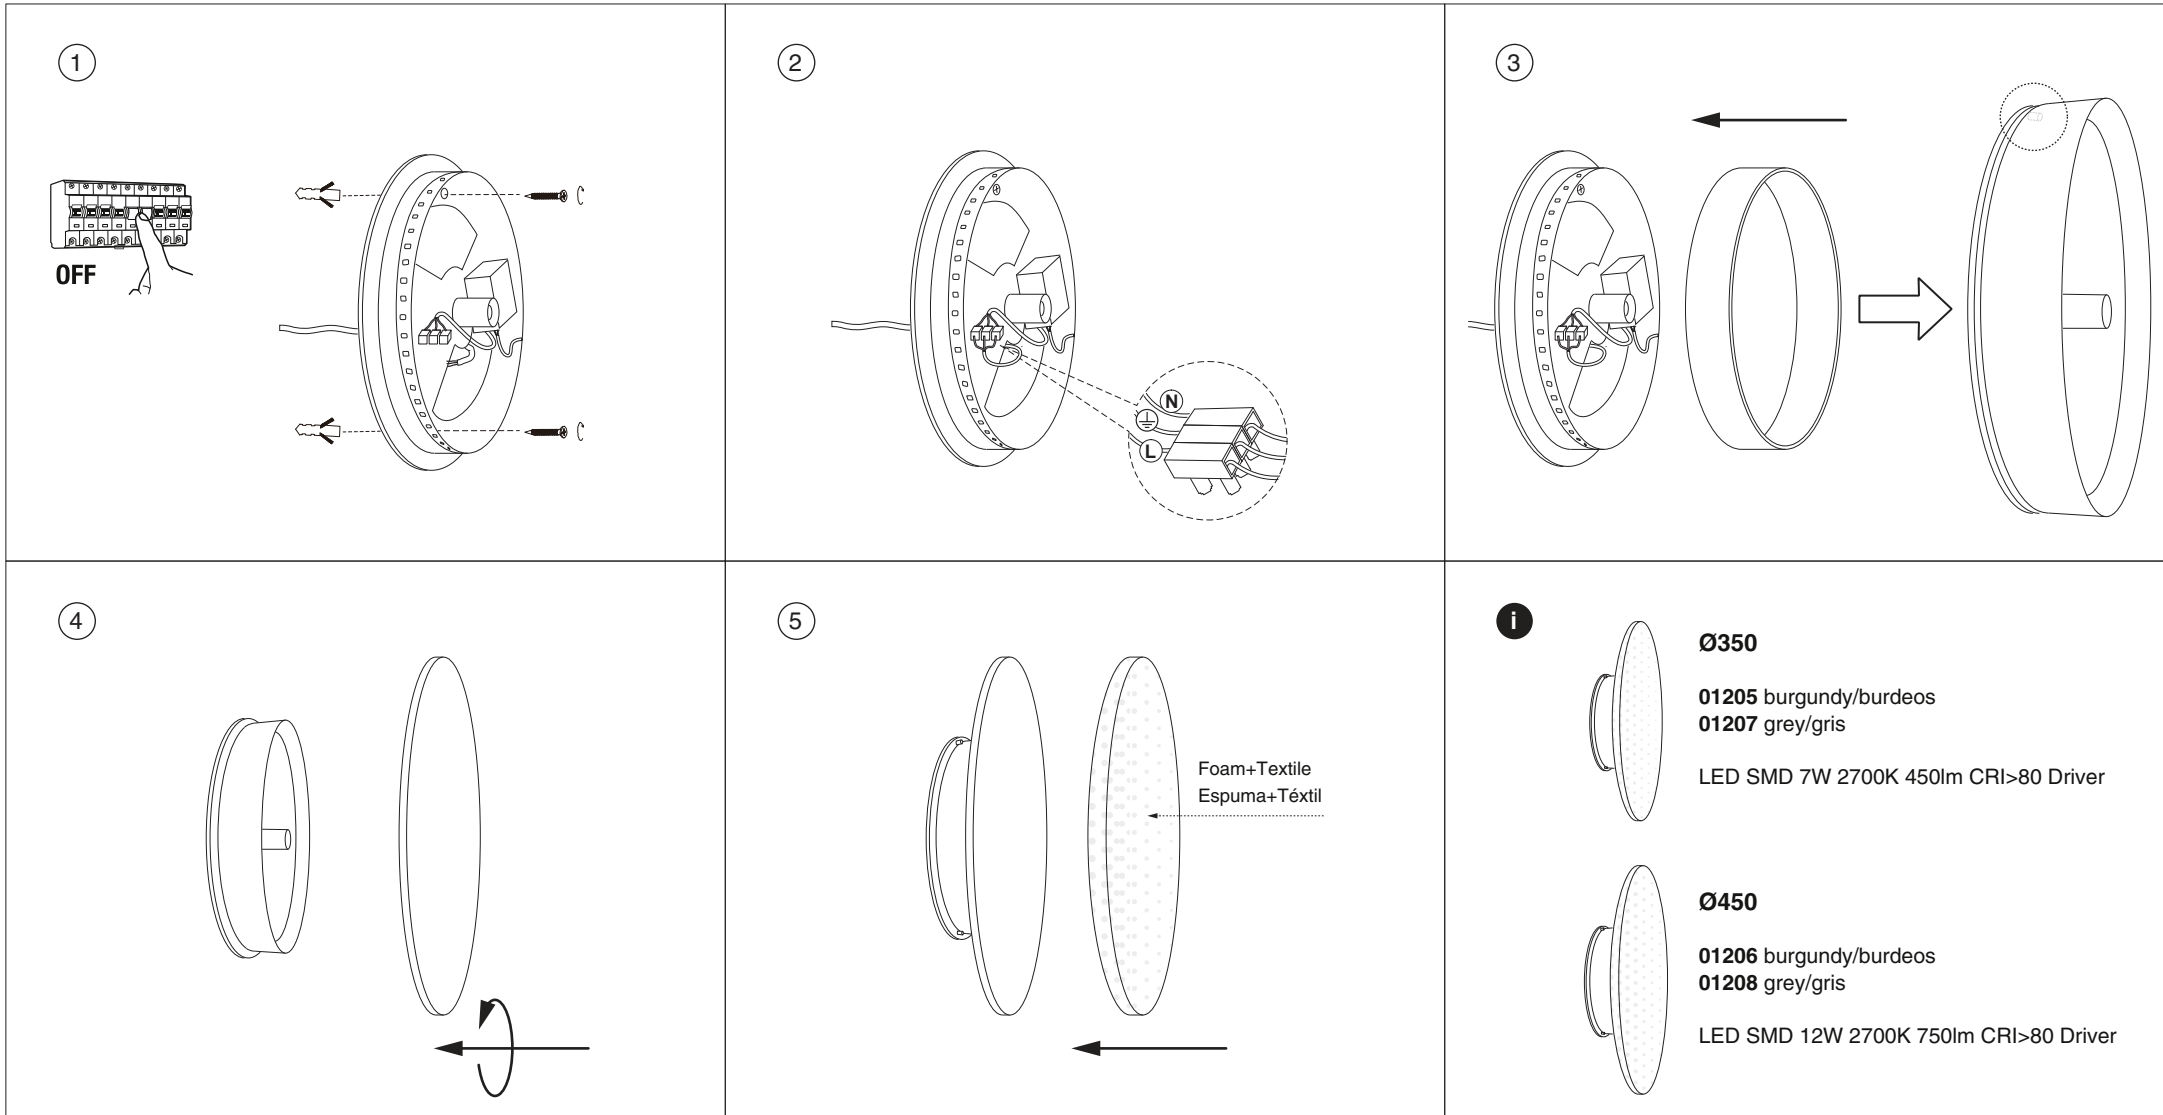 1
OFF
2
N
L
3
4
5
Foam+Textile
Espuma+Téxtil
i
Ø350
01205 burgundy/burdeos
01207 grey/gris
LED SMD 7W 2700K 450lm CRI>80 Driver
Ø450
01206 burgundy/burdeos
01208 grey/gris
LED SMD 12W 2700K 750lm CRI>80 Driver